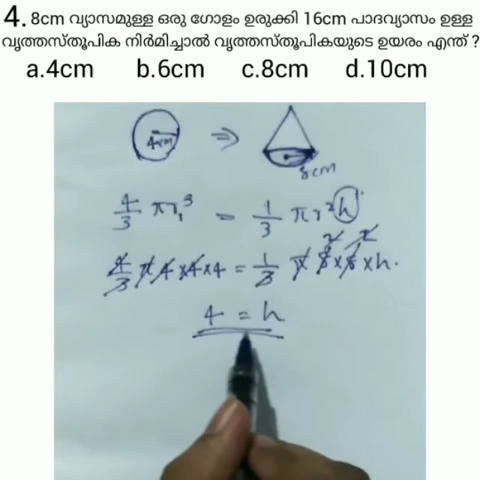 4. 8cm വ്യാസമുള്ള ഒരു ഗോളം ഉരുക്കി 16cm പാദവ്യാസം ഉള്ള
വൃത്തസ്തൂപിക നിർമിച്ചാൽ വൃത്തസ്തൂപികയുടെ ഉയരം എന്ത് ?
a.4cm b.6cm c.8cm d.10cm
4cm ⇒ 8cm
4/3 πr₁³ = 1/3 πr²h
4/3 π 4×4×4 = 1/3 π 8×8×h.
4 = h